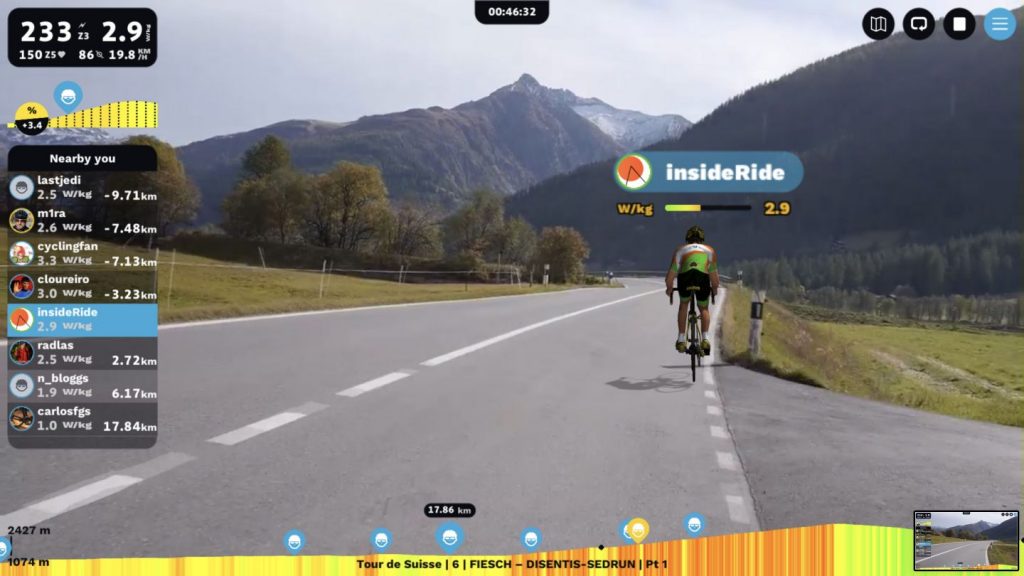 00:46:32
233 Z3 2.9 W/kg
150 Z5 86 19.8 KM/H
%
+3.4
Nearby you
lastjedi
2.5 W/kg -9.71km
m1ra
2.6 W/kg -7.48km
cyclingfan
3.3 W/kg -7.13km
cloureiro
3.0 W/kg -3.23km
insideRide
2.9 W/kg
radlas
2.5 W/kg 2.72km
n_bloggs
1.9 W/kg 6.17km
carlosfgs
1.0 W/kg 17.84km
insideRide
W/kg 2.9
17.86 km
2427 m
1074 m
Tour de Suisse | 6 | FIESCH – DISENTIS-SEDRUN | Pt 1